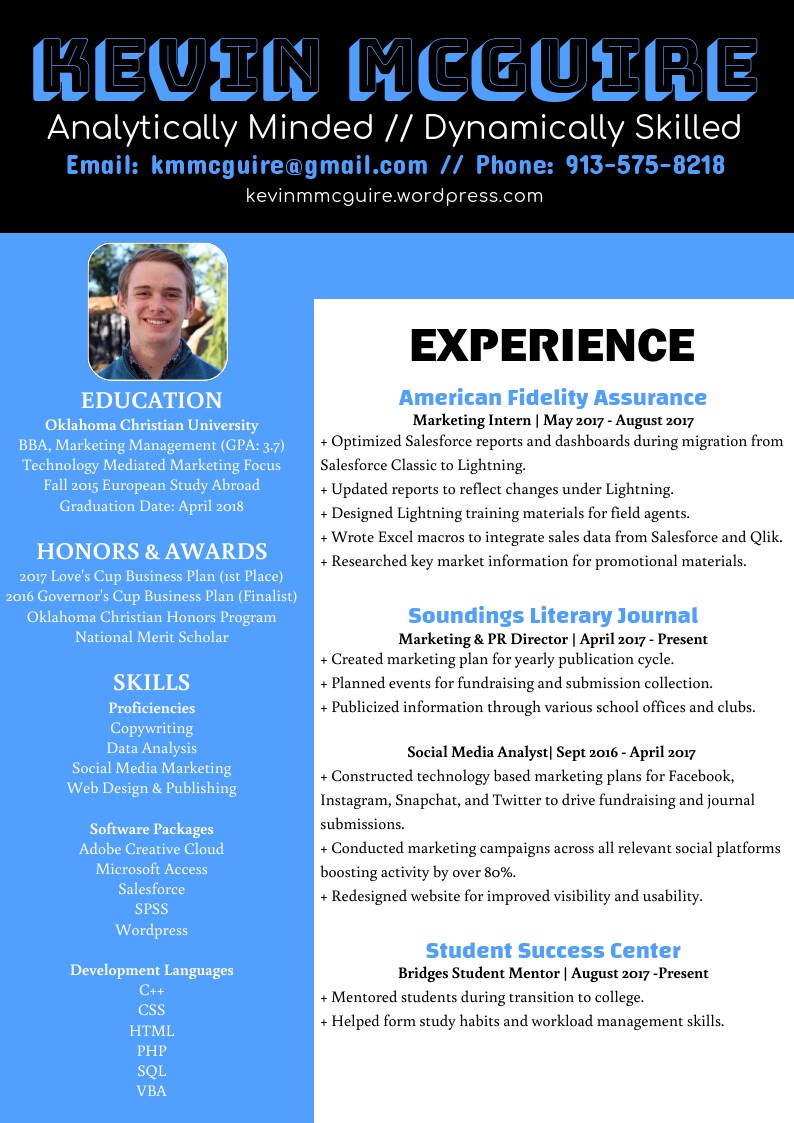 KEVIN MCGUIRE
Analytically Minded // Dynamically Skilled
Email: kmmcguire@gmail.com // Phone: 913-575-8218
kevinmmcguire.wordpress.com
EDUCATION
Oklahoma Christian University
BBA, Marketing Management (GPA: 3.7)
Technology Mediated Marketing Focus
Fall 2015 European Study Abroad
Graduation Date: April 2018
HONORS & AWARDS
2017 Love's Cup Business Plan (1st Place)
2016 Governor's Cup Business Plan (Finalist)
Oklahoma Christian Honors Program
National Merit Scholar
SKILLS
Proficiencies
Copywriting
Data Analysis
Social Media Marketing
Web Design & Publishing
Software Packages
Adobe Creative Cloud
Microsoft Access
Salesforce
SPSS
Wordpress
Development Languages
C++
CSS
HTML
PHP
SQL
VBA
EXPERIENCE
American Fidelity Assurance
Marketing Intern | May 2017 - August 2017
+ Optimized Salesforce reports and dashboards during migration from
Salesforce Classic to Lightning.
+ Updated reports to reflect changes under Lightning.
+ Designed Lightning training materials for field agents.
+ Wrote Excel macros to integrate sales data from Salesforce and Qlik.
+ Researched key market information for promotional materials.
Soundings Literary Journal
Marketing & PR Director | April 2017 - Present
+ Created marketing plan for yearly publication cycle.
+ Planned events for fundraising and submission collection.
+ Publicized information through various school offices and clubs.
Social Media Analyst| Sept 2016 - April 2017
+ Constructed technology based marketing plans for Facebook,
Instagram, Snapchat, and Twitter to drive fundraising and journal
submissions.
+ Conducted marketing campaigns across all relevant social platforms
boosting activity by over 80%.
+ Redesigned website for improved visibility and usability.
Student Success Center
Bridges Student Mentor | August 2017 -Present
+ Mentored students during transition to college.
+ Helped form study habits and workload management skills.